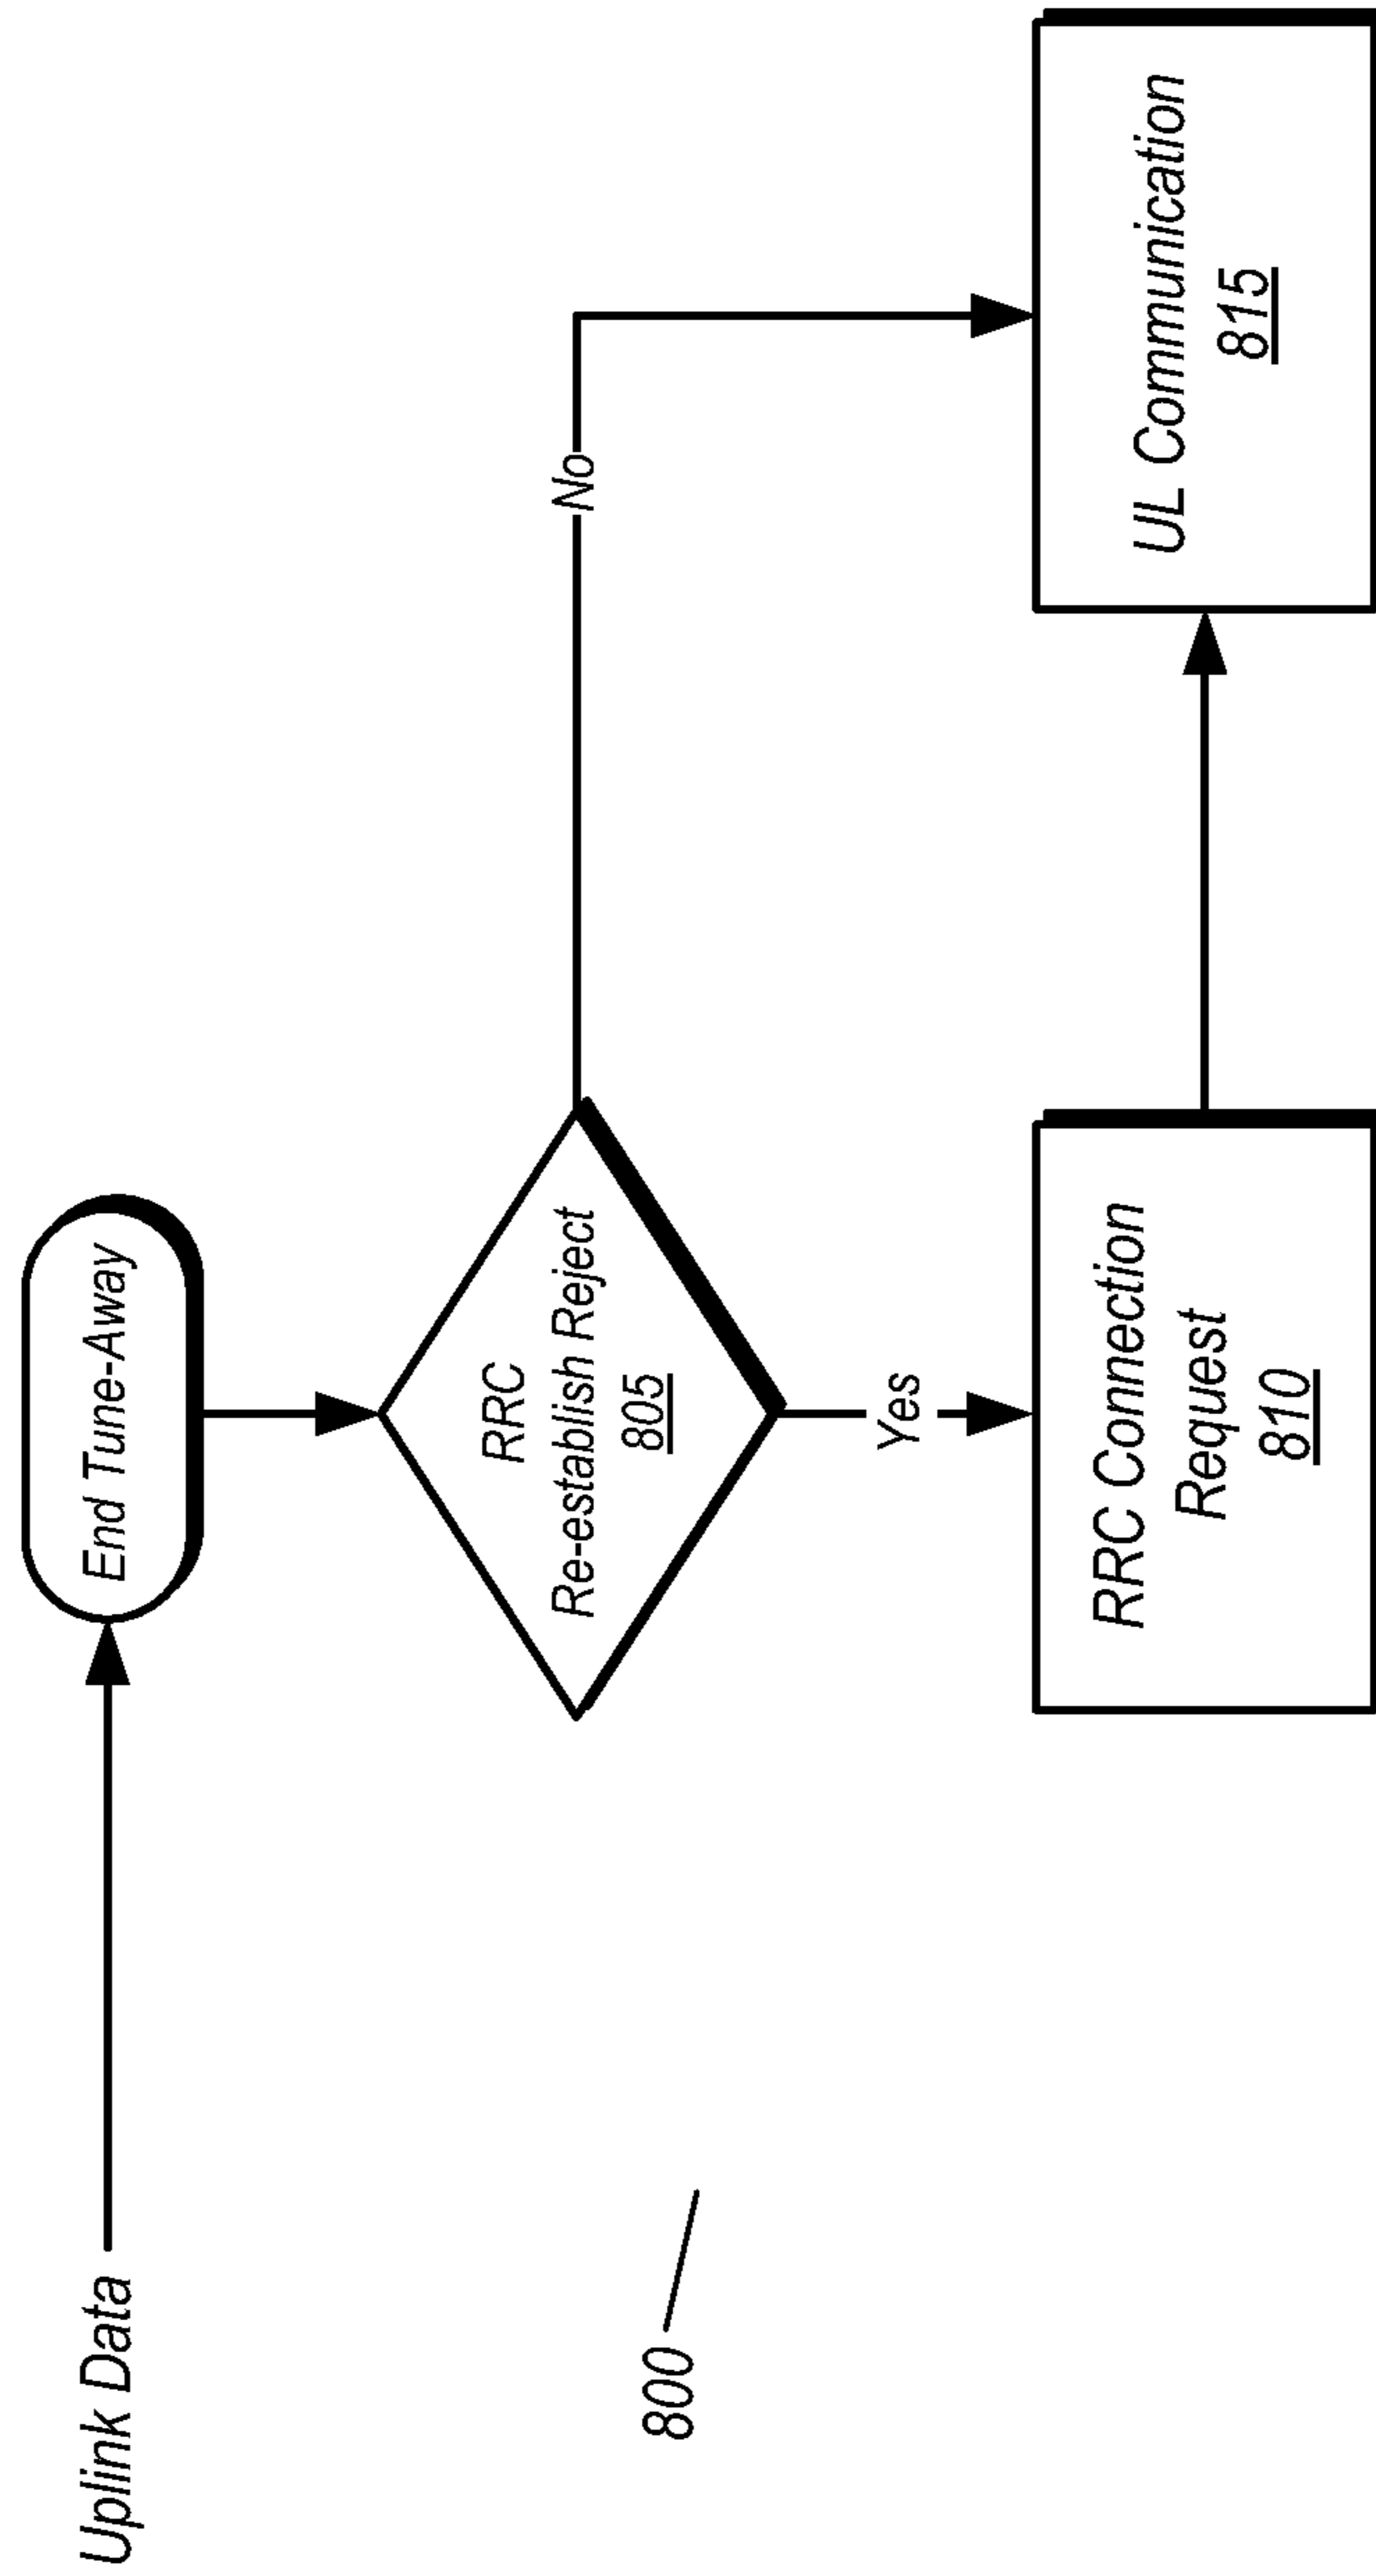 Uplink Data
End Tune-Away
RRC
Re-establish Reject
805
No
Yes
800
RRC Connection
Request
810
UL Communication
815